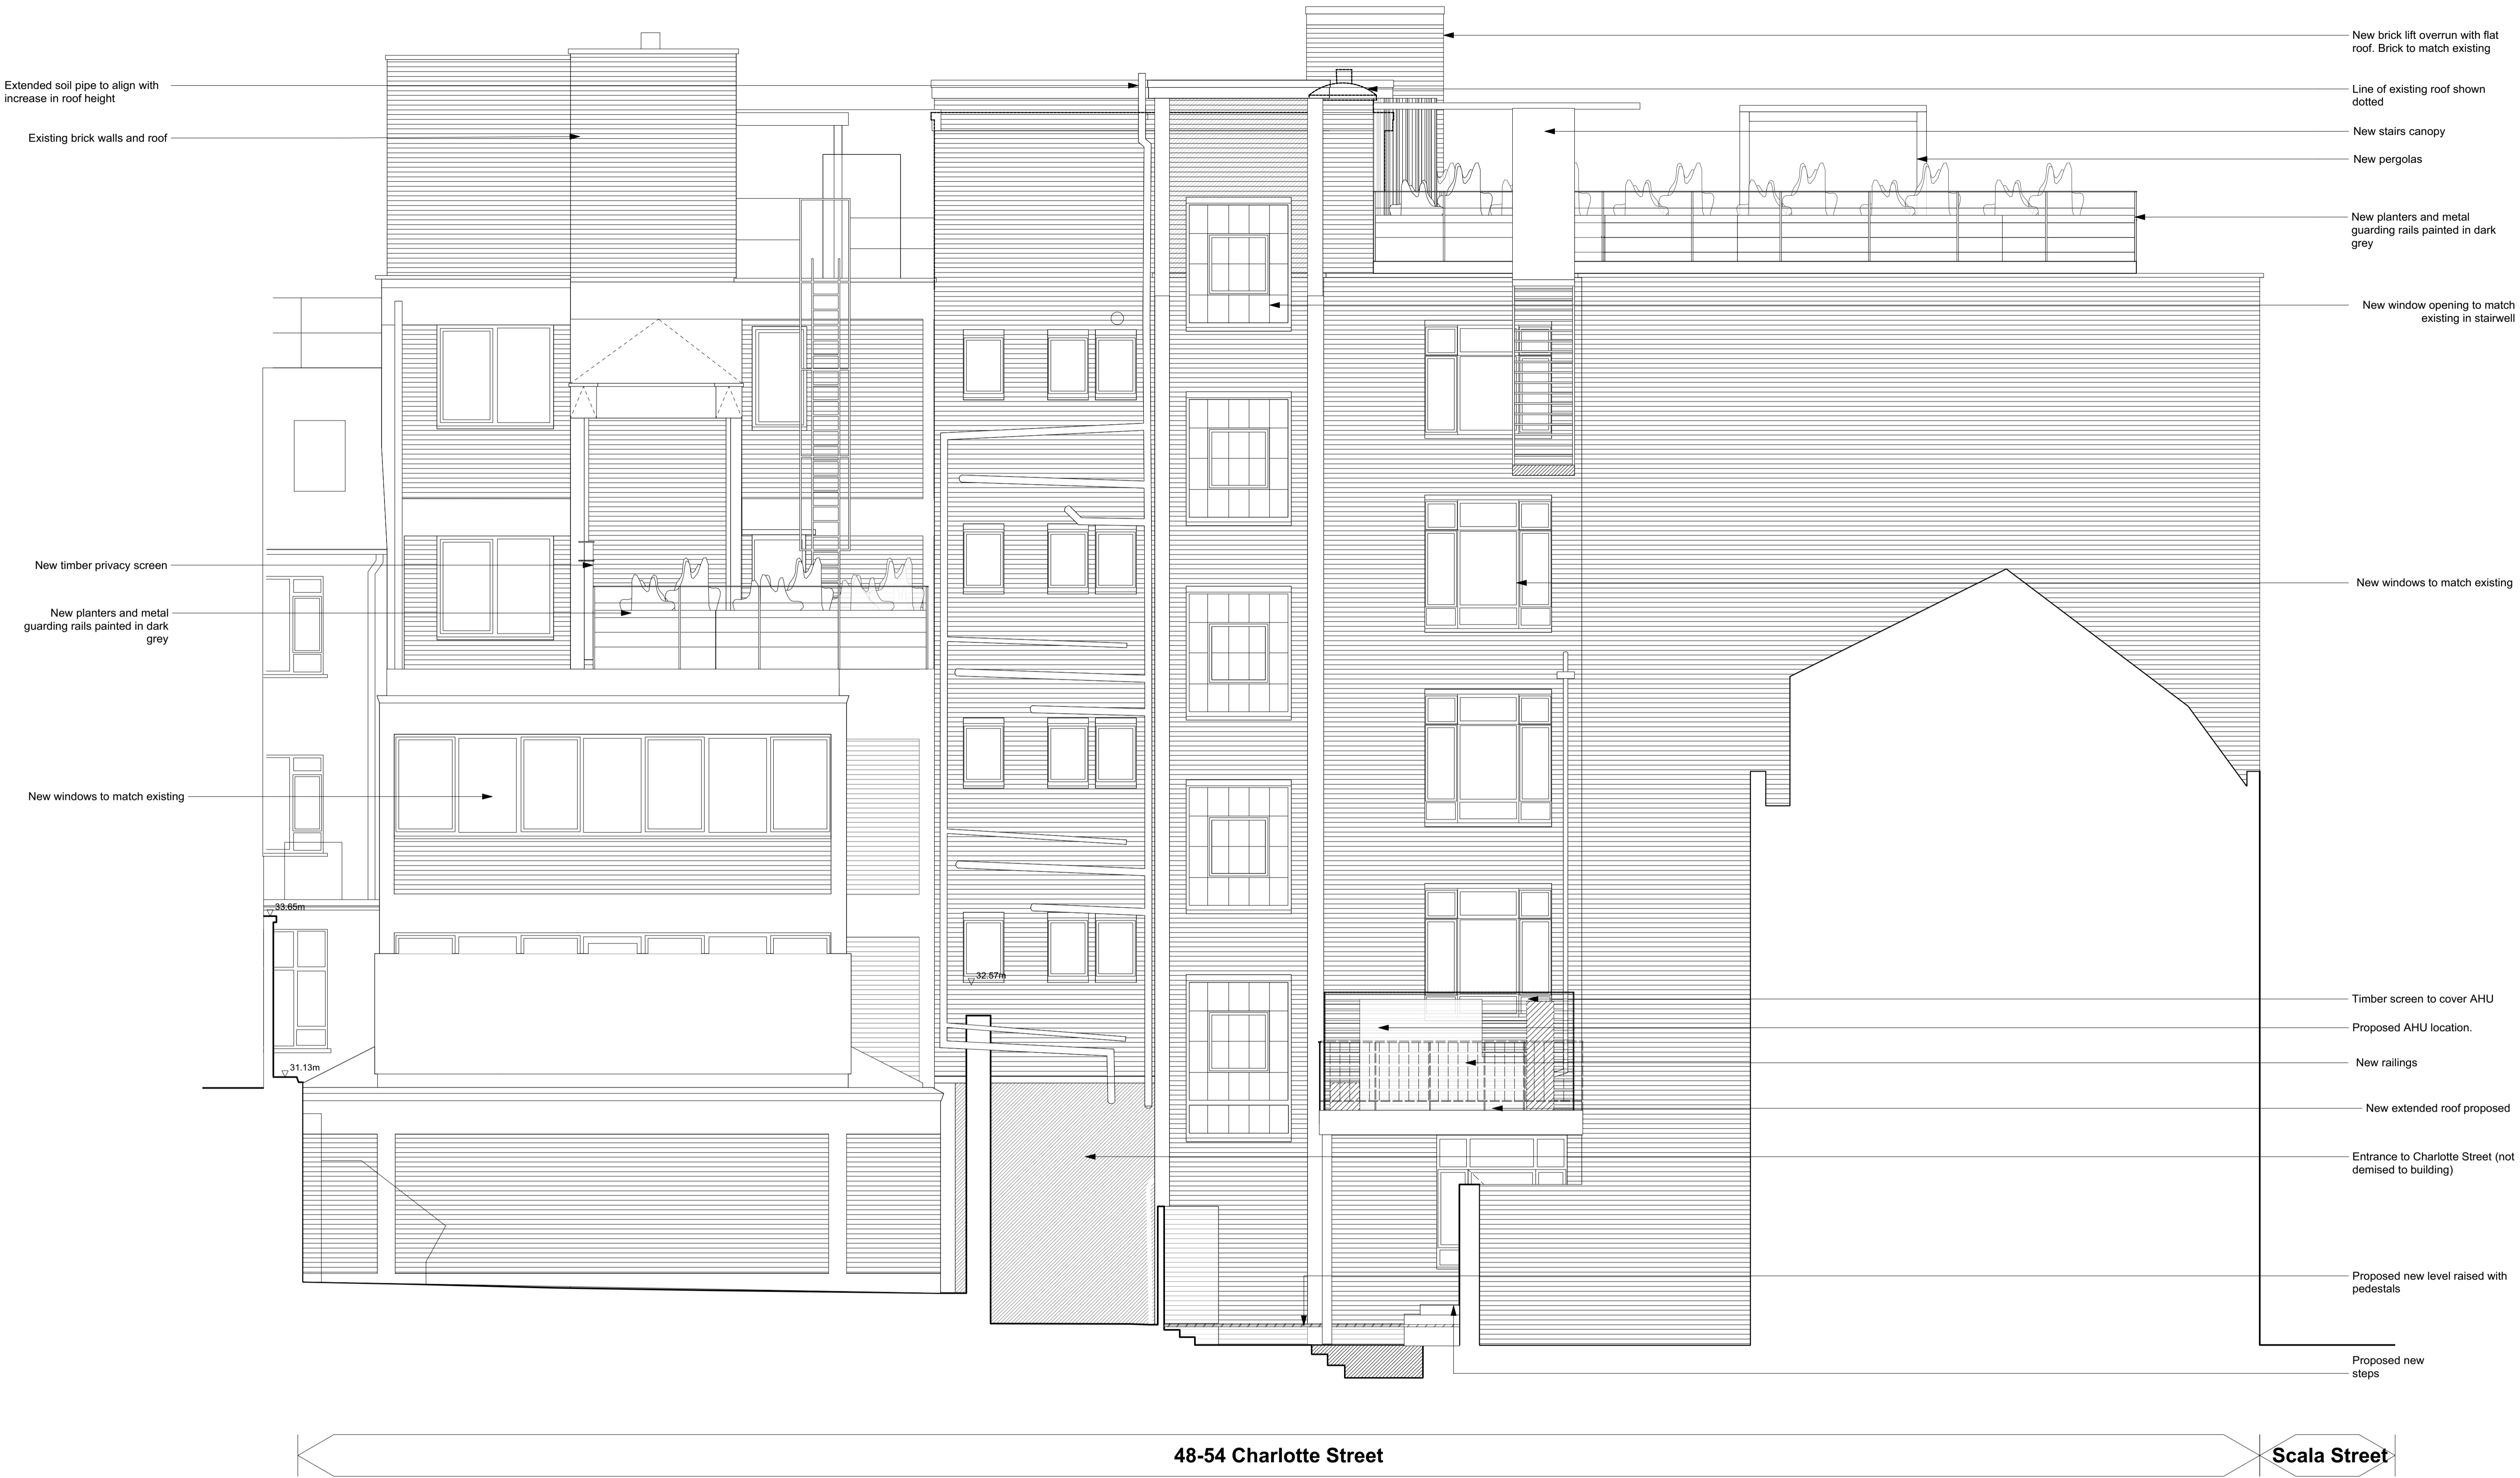 New brick lift overrun with flat
roof. Brick to match existing
Extended soil pipe to align with
increase in roof height
Line of existing roof shown
dotted
New stairs canopy
Existing brick walls and roof
New pergolas
New planters and metal
guarding rails painted in dark
grey
New window opening to match
existing in stairwell
New timber privacy screen
New windows to match existing
New planters and metal
guarding rails painted in dark
grey
New windows to match existing
33.65m
32.57m
Timber screen to cover AHU
Proposed AHU location.
New railings
31.13m
New extended roof proposed
Entrance to Charlotte Street (not
demised to building)
Proposed new level raised with
pedestals
Proposed new
steps
48-54 Charlotte Street
Scala Street